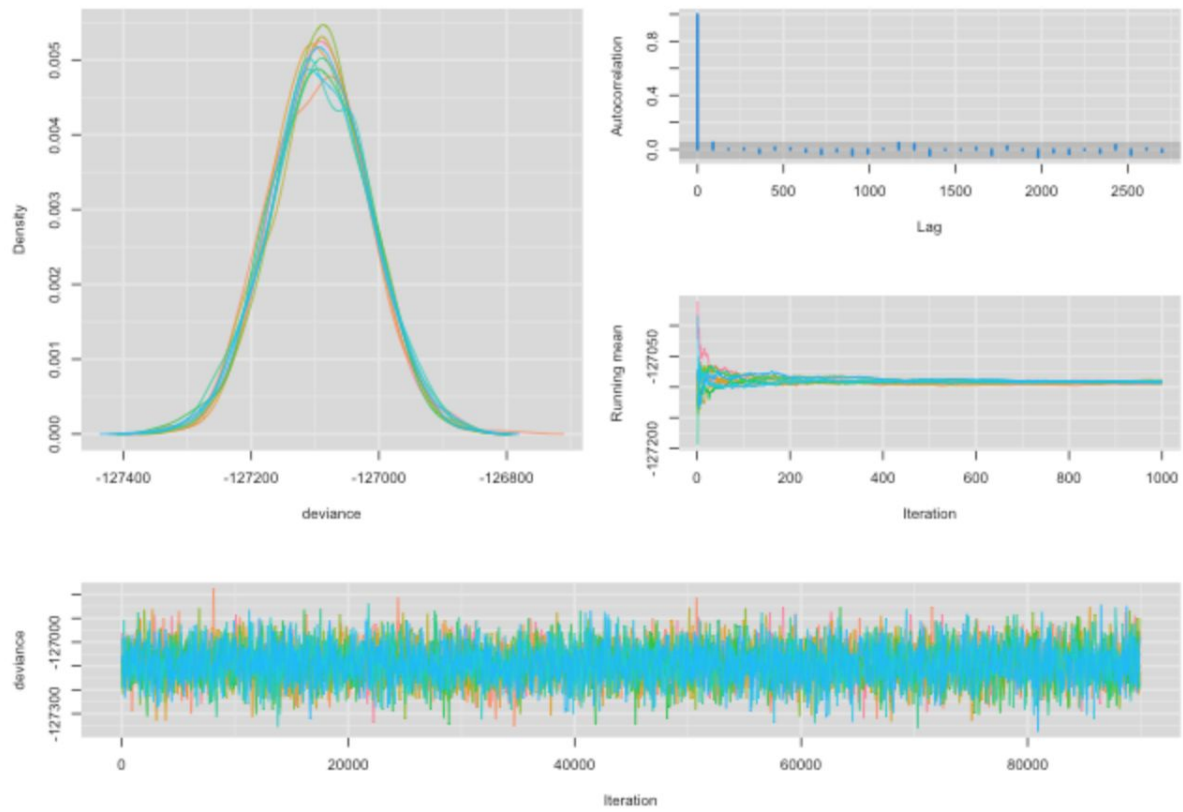 Density
0.005
0.004
0.003
0.002
0.001
0.000
-127400 -127200 -127000 -126800
deviance
Autocorrelation
0.8
0.4
0.0
0 500 1000 1500 2000 2500
Lag
Running mean
-127050
-127200
0 200 400 600 800 1000
Iteration
deviance
-127000
-127300
0 20000 40000 60000 80000
Iteration